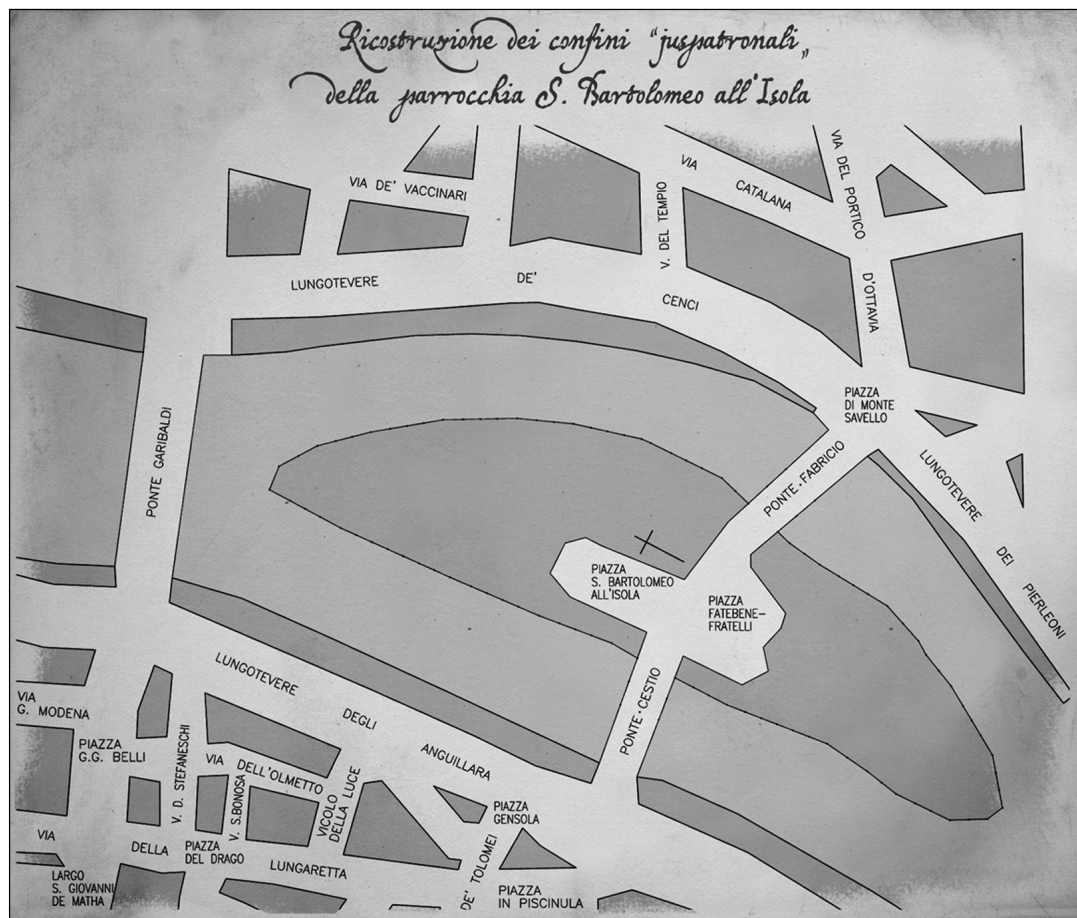 Ricostruzione dei confini "juspatronali„
della parrocchia S. Bartolomeo all'Isola
VIA DE' VACCINARI
VIA
CATALANA
VIA DEL PORTICO
D'OTTAVIA
V. DEL TEMPIO
LUNGOTEVERE
DE'
CENCI
PIAZZA
DI MONTE
SAVELLO
PONTE GARIBALDI
PONTE·FABRICIO
LUNGOTEVERE
DEI
PIERLEONI
PIAZZA
S. BARTOLOMEO
ALL'ISOLA
PIAZZA
FATEBENE–
FRATELLI
PONTE·CESTIO
LUNGOTEVERE
DEGLI
ANGUILLARA
VIA
G. MODENA
PIAZZA
G.G. BELLI
V. D. STEFANESCHI
VIA
DELL'OLMETTO
V. S.BONOSA
VICOLO
DELLA LUCE
PIAZZA
GENSOLA
VIA
DELLA
PIAZZA
DEL DRAGO
LUNGARETTA
DE' TOLOMEI
LARGO
S. GIOVANNI
DE MATHA
PIAZZA
IN PISCINULA